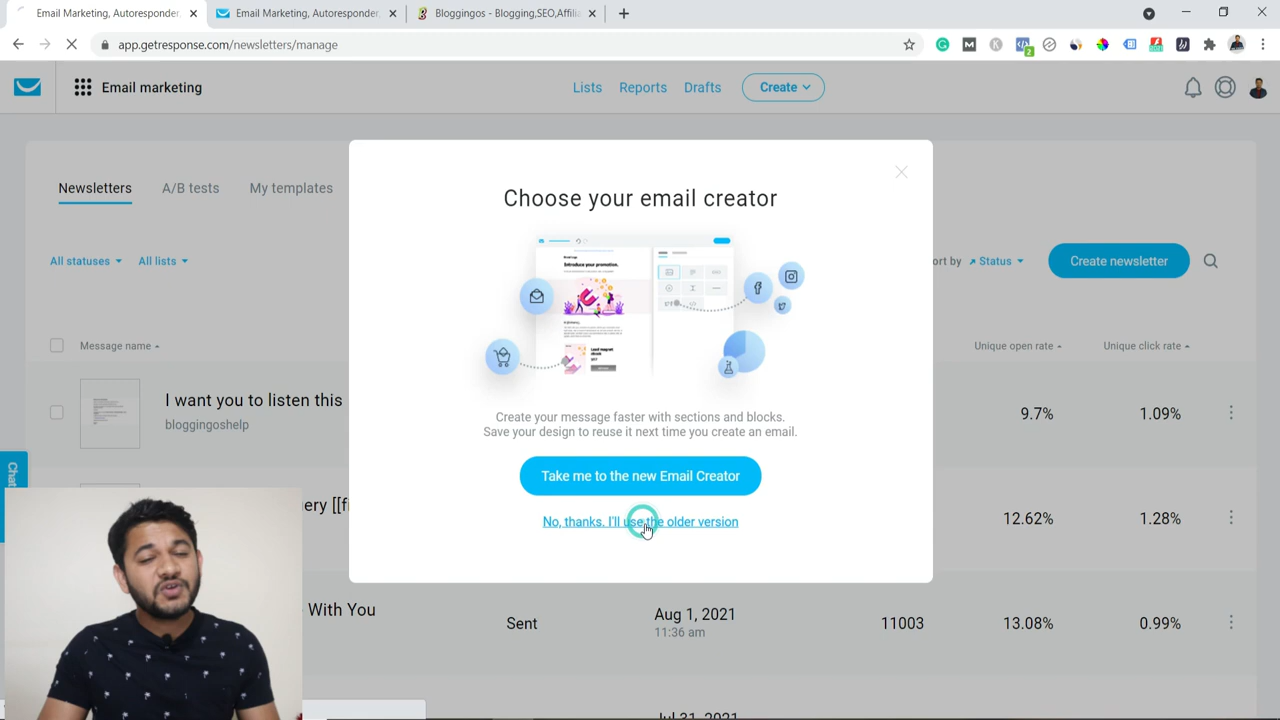 Email Marketing, Autoresponder,
Email Marketing, Autoresponder,
Bloggingos - Blogging,SEO,Affilia
app.getresponse.com/newsletters/manage
Email marketing
Lists
Reports
Drafts
Create
Newsletters
A/B tests
My templates
All statuses
All lists
ort by
Status
Create newsletter
Message name
Unique open rate
Unique click rate
I want you to listen this
bloggingoshelp
9.7%
1.09%
ery [[fi
12.62%
1.28%
With You
Sent
Aug 1, 2021
11:36 am
11003
13.08%
0.99%
Jul 31, 2021
Chat
Choose your email creator
Introduce your promotion.
Create your message faster with sections and blocks.
Save your design to reuse it next time you create an email.
Take me to the new Email Creator
No, thanks. I'll use the older version